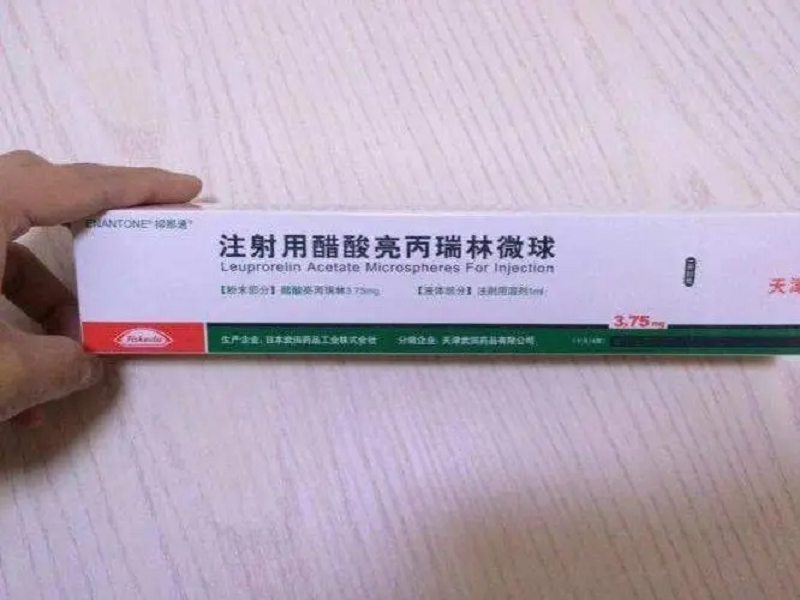 ENANTONE® 抑那通®
注射用醋酸亮丙瑞林微球
Leuprorelin Acetate Microspheres For Injection
【粉末部分】醋酸亮丙瑞林3.75mg 【液体部分】注射用溶剂1ml
天津
3.75mg
Takeda
生产企业：日本武田药品工业株式会社 分装企业：天津武田药品有限公司